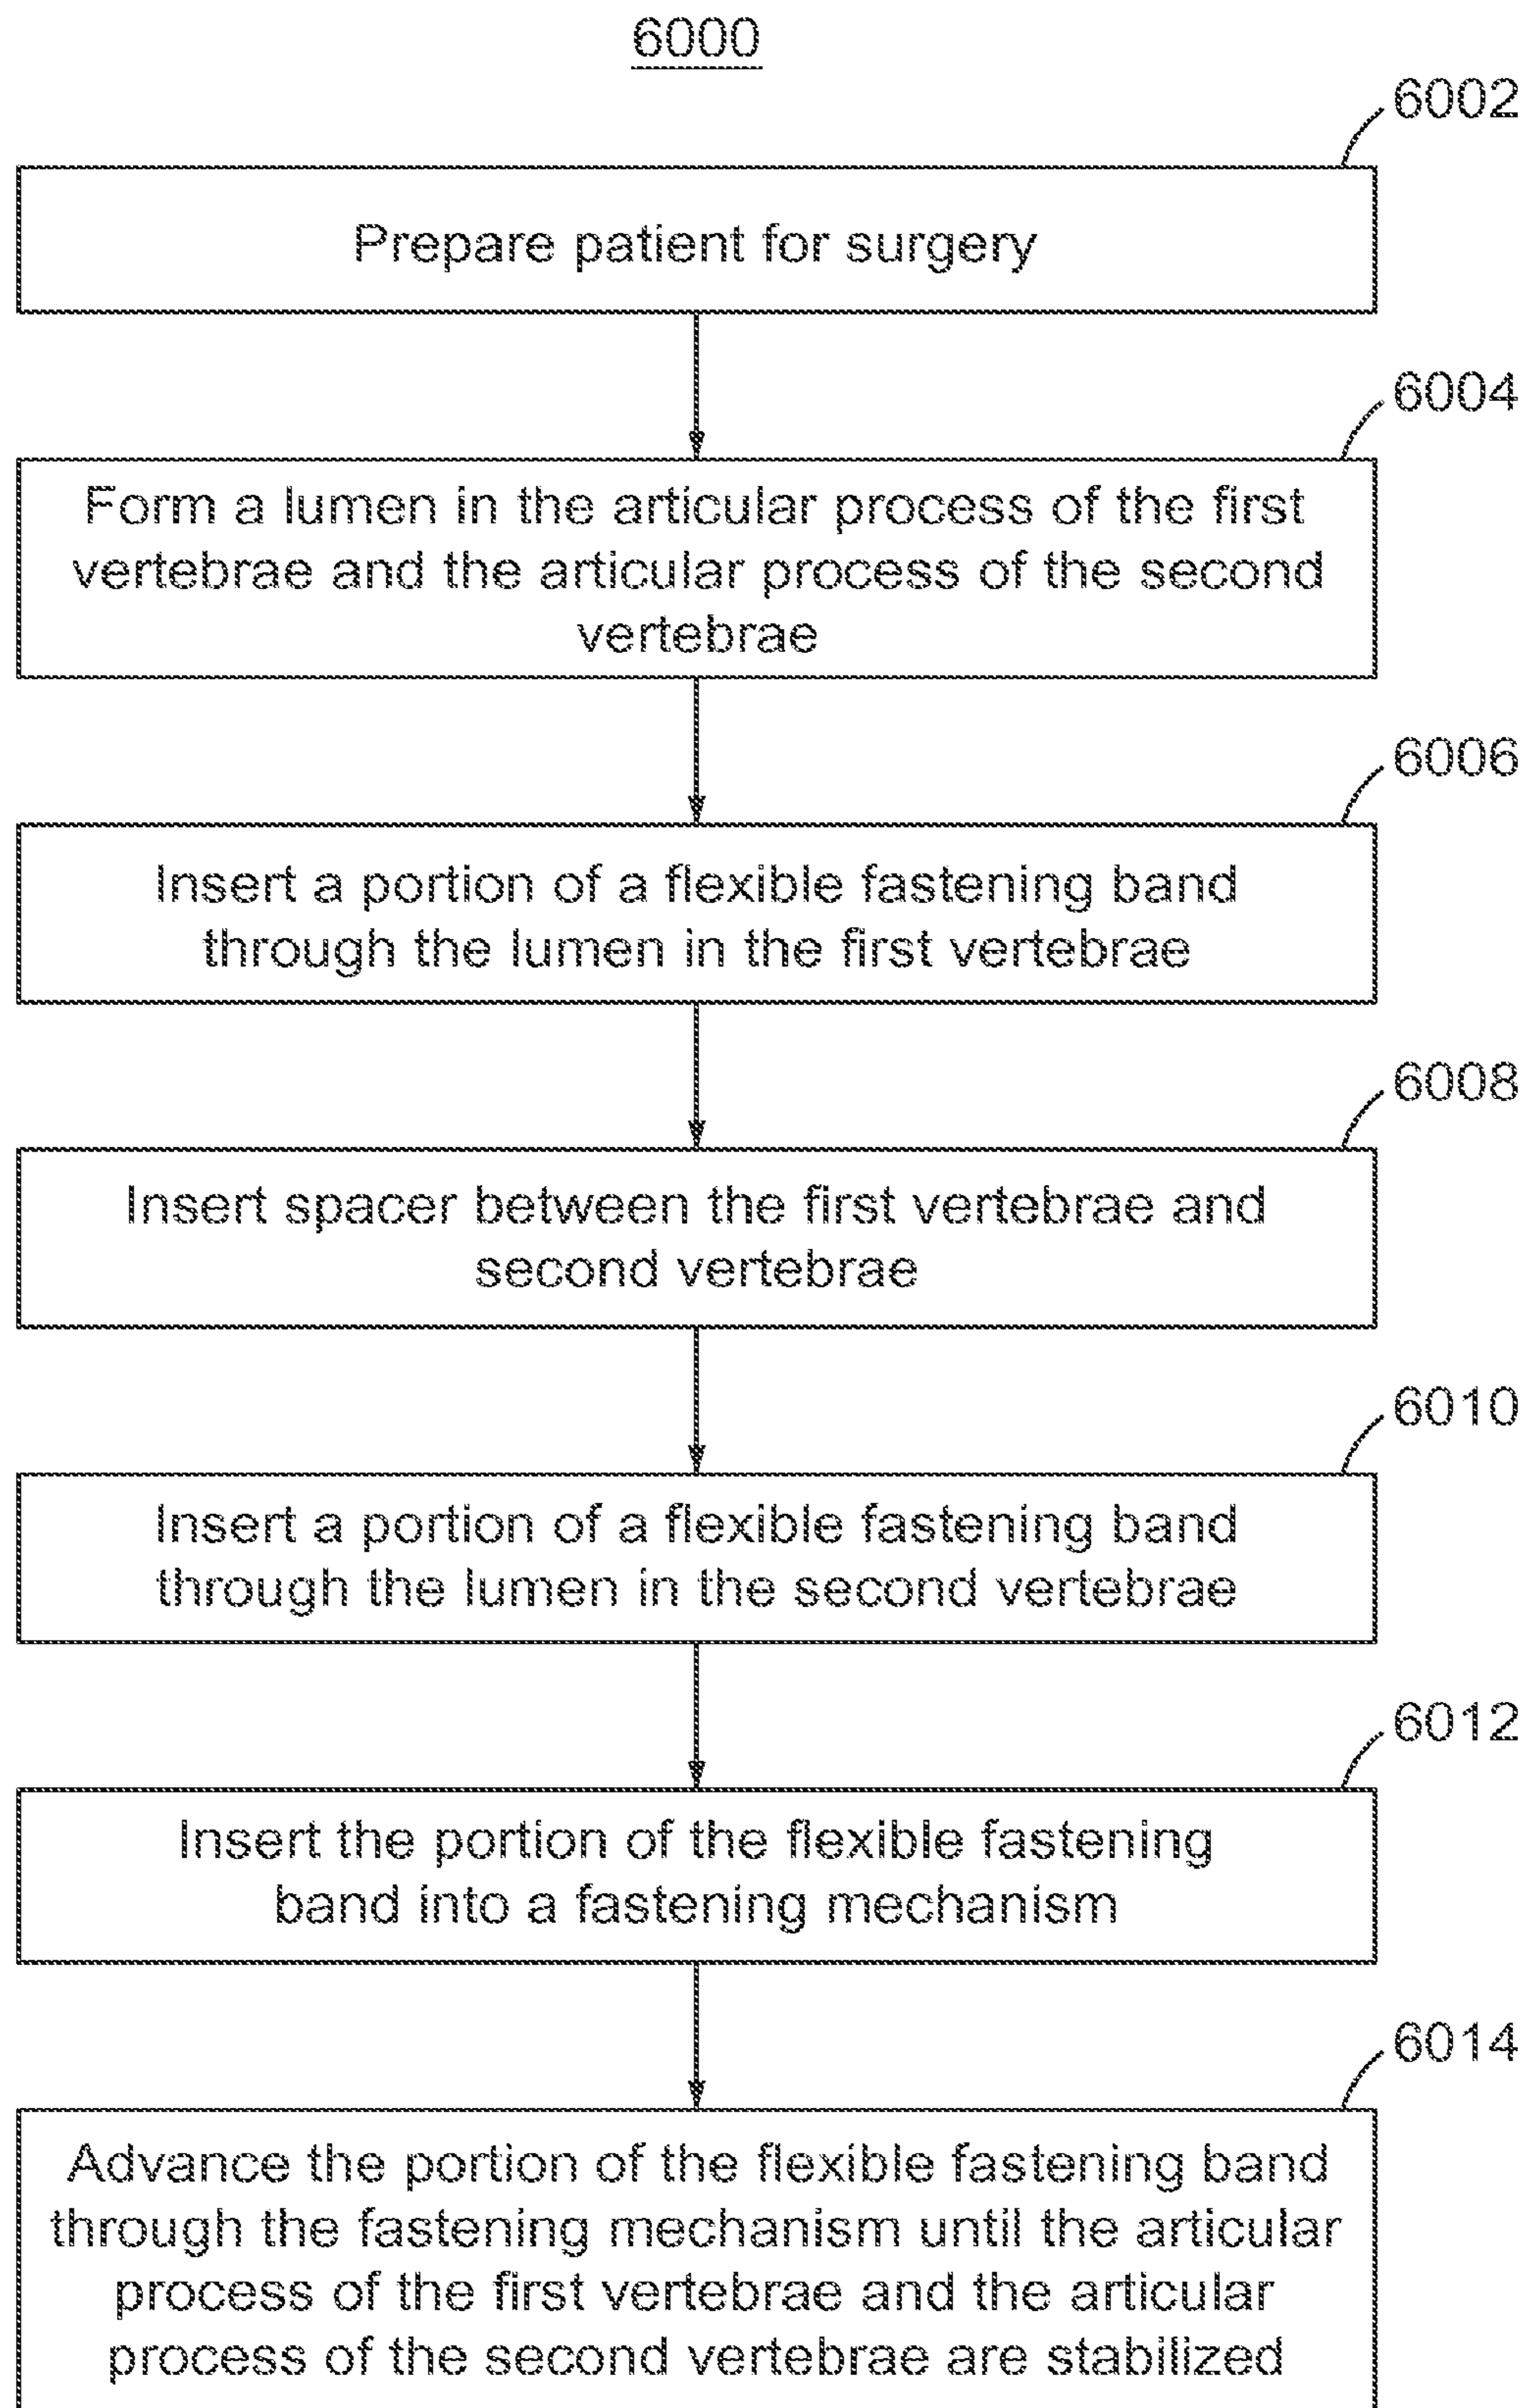 6000
6002
Prepare patient for surgery
6004
Form a lumen in the articular process of the first
vertebrae and the articular process of the second
vertebrae
6006
Insert a portion of a flexible fastening band
through the lumen in the first vertebrae
6008
Insert spacer between the first vertebrae and
second vertebrae
6010
Insert a portion of a flexible fastening band
through the lumen in the second vertebrae
6012
Insert the portion of the flexible fastening
band into a fastening mechanism
6014
Advance the portion of the flexible fastening band
through the fastening mechanism until the articular
process of the first vertebrae and the articular
process of the second vertebrae are stabilized